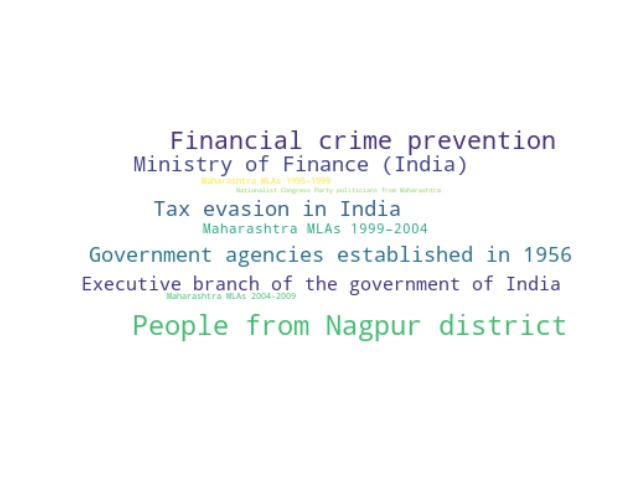 Financial crime prevention
Ministry of Finance (India)
Maharashtra MLAs 1995–1999
Nationalist Congress Party politicians from Maharashtra
Tax evasion in India
Maharashtra MLAs 1999–2004
Government agencies established in 1956
Executive branch of the government of India
Maharashtra MLAs 2004–2009
People from Nagpur district